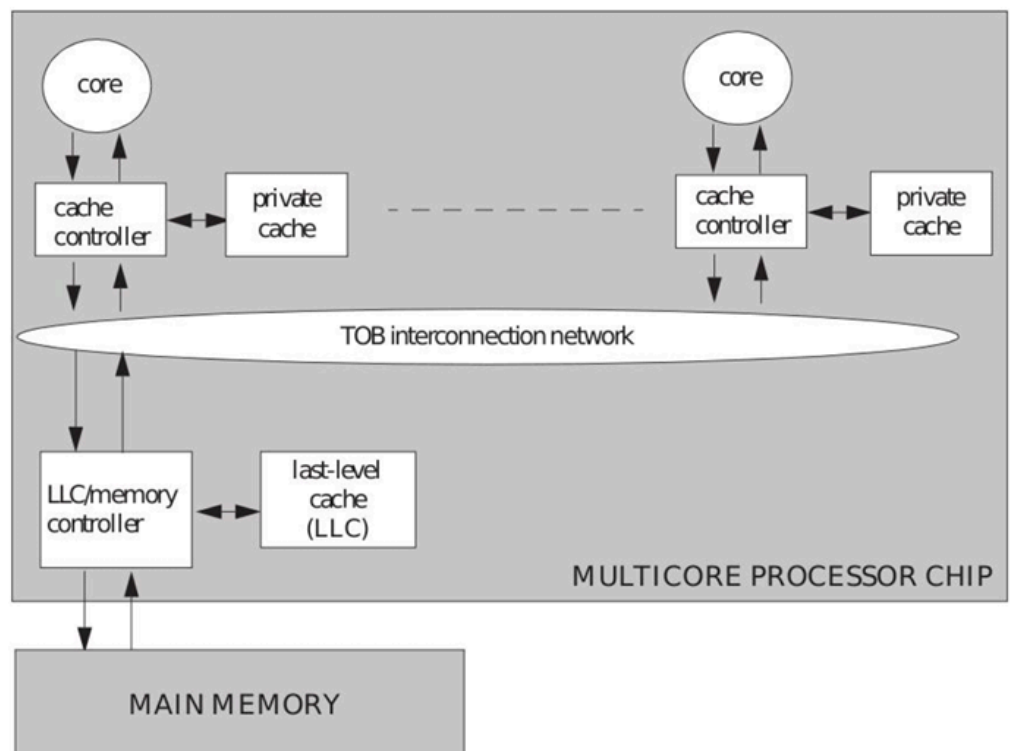 core
core
cache
controller
private
cache
cache
controller
private
cache
TOB interconnection network
LLC/memory
controller
last-level
cache
(LLC)
MULTICORE PROCESSOR CHIP
MAIN MEMORY